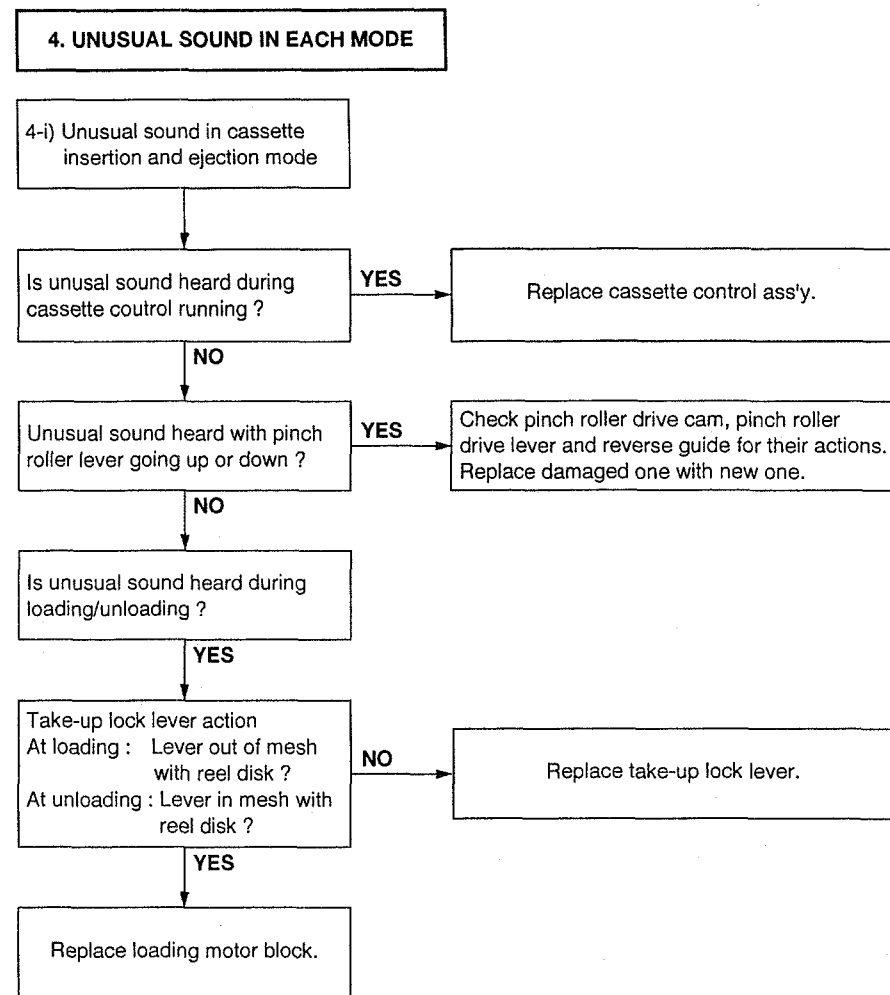 4. UNUSUAL SOUND IN EACH MODE
4-i) Unusual sound in cassette
insertion and ejection mode
Is unusal sound heard during
cassette coutrol running ?
YES
Replace cassette control ass'y.
NO
Unusual sound heard with pinch
roller lever going up or down ?
YES
Check pinch roller drive cam, pinch roller
drive lever and reverse guide for their actions.
Replace damaged one with new one.
NO
Is unusual sound heard during
loading/unloading ?
YES
Take-up lock lever action
At loading : Lever out of mesh
with reel disk ?
At unloading : Lever in mesh with
reel disk ?
NO
Replace take-up lock lever.
YES
Replace loading motor block.